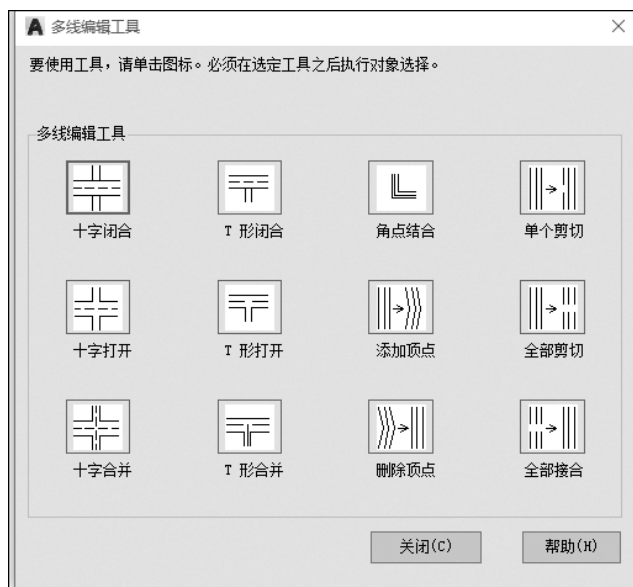 多线编辑工具
要使用工具，请单击图标。必须在选定工具之后执行对象选择。
多线编辑工具
十字闭合 T 形闭合 角点结合 单个剪切
十字打开 T 形打开 添加顶点 全部剪切
十字合并 T 形合并 删除顶点 全部接合
关闭(C) 帮助(H)